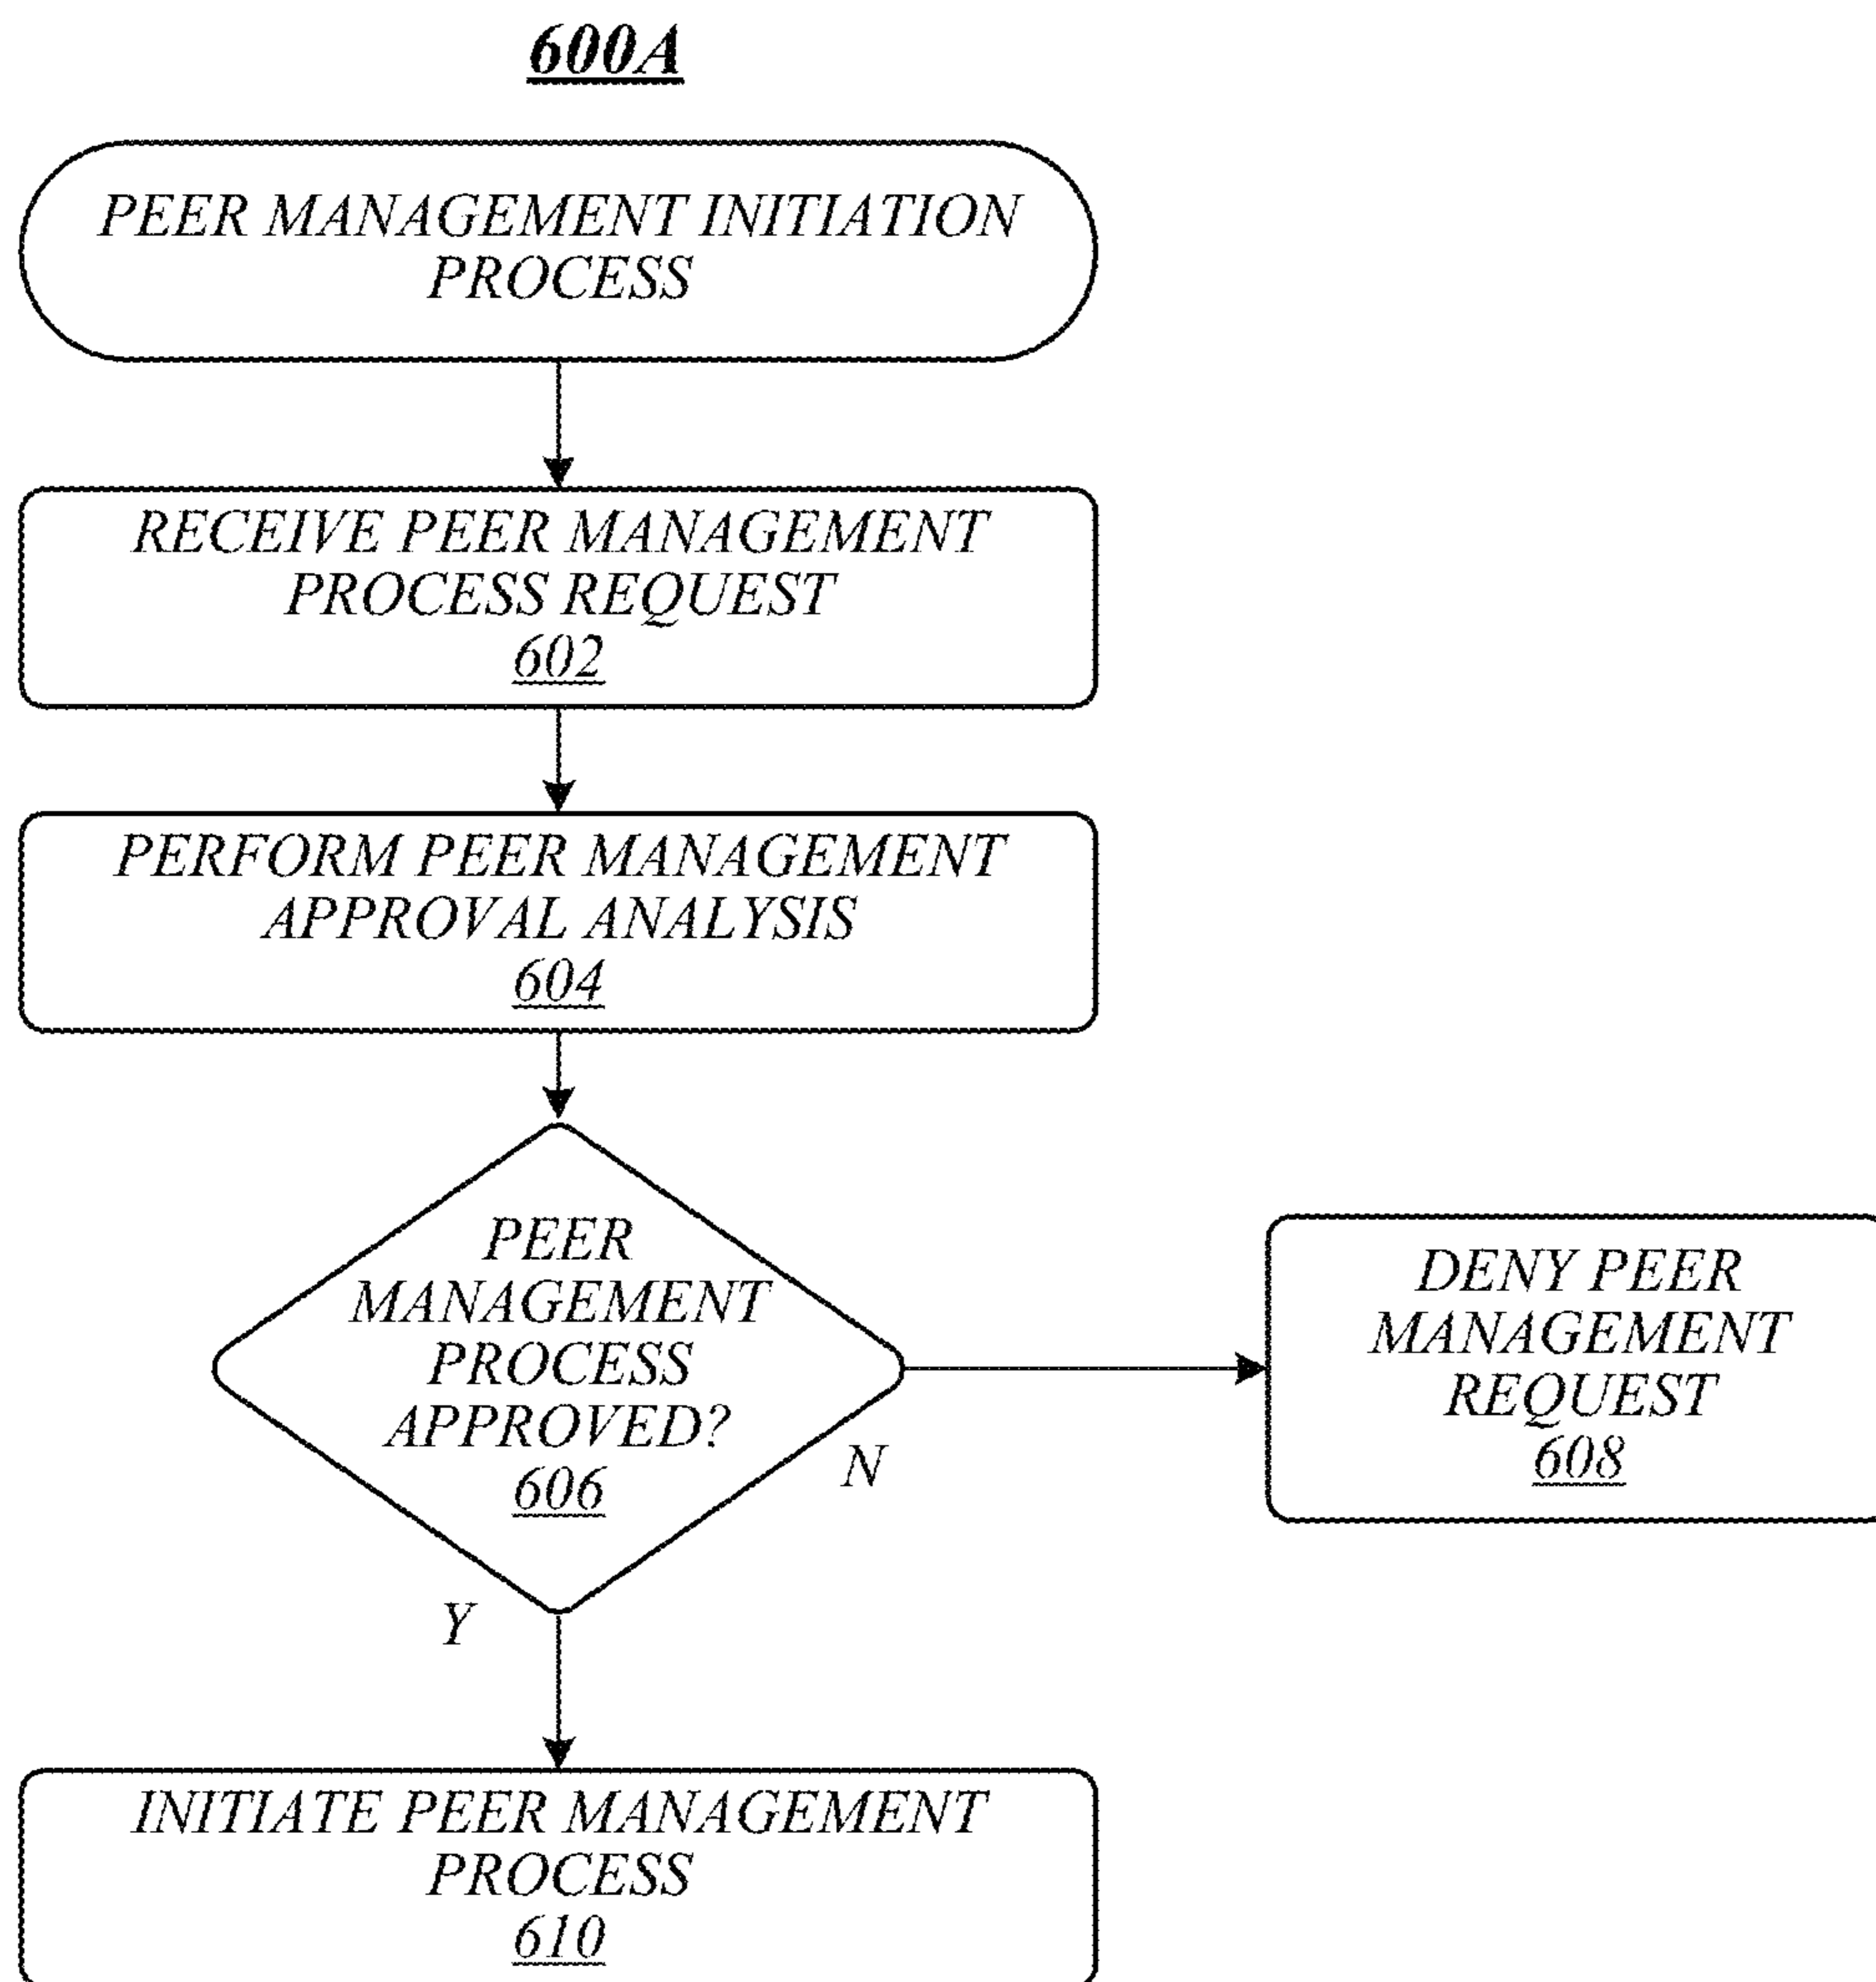 600A
PEER MANAGEMENT INITIATION
PROCESS
RECEIVE PEER MANAGEMENT
PROCESS REQUEST
602
PERFORM PEER MANAGEMENT
APPROVAL ANALYSIS
604
PEER
MANAGEMENT
PROCESS
APPROVED?
606
N
DENY PEER
MANAGEMENT
REQUEST
608
Y
INITIATE PEER MANAGEMENT
PROCESS
610